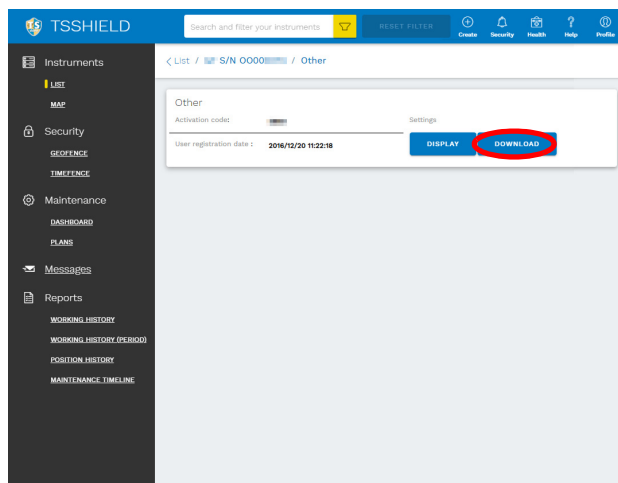 TSSHIELD
Search and filter your instruments
RESET FILTER
Create
Security
Health
Help
Profile
Instruments
LIST
MAP
Security
GEOFENCE
TIMEFENCE
Maintenance
DASHBOARD
PLANS
Messages
Reports
WORKING HISTORY
WORKING HISTORY (PERIOD)
POSITION HISTORY
MAINTENANCE TIMELINE
List / S/N 0000 / Other
Other
Activation code:
Settings
User registration date : 2016/12/20 11:22:18
DISPLAY
DOWNLOAD